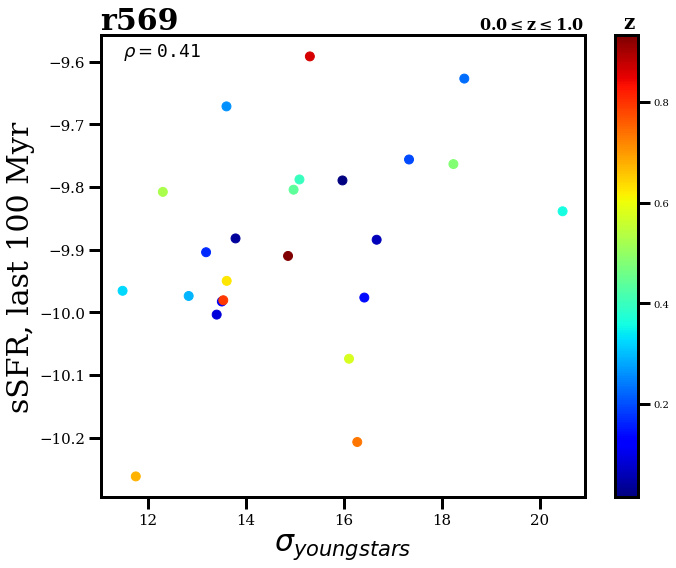 r569
0.0 ≤ z ≤ 1.0
z
ρ = 0.41
−9.6
−9.7
−9.8
−9.9
−10.0
−10.1
−10.2
sSFR, last 100 Myr
12
14
16
18
20
σyoungstars
0.8
0.6
0.4
0.2